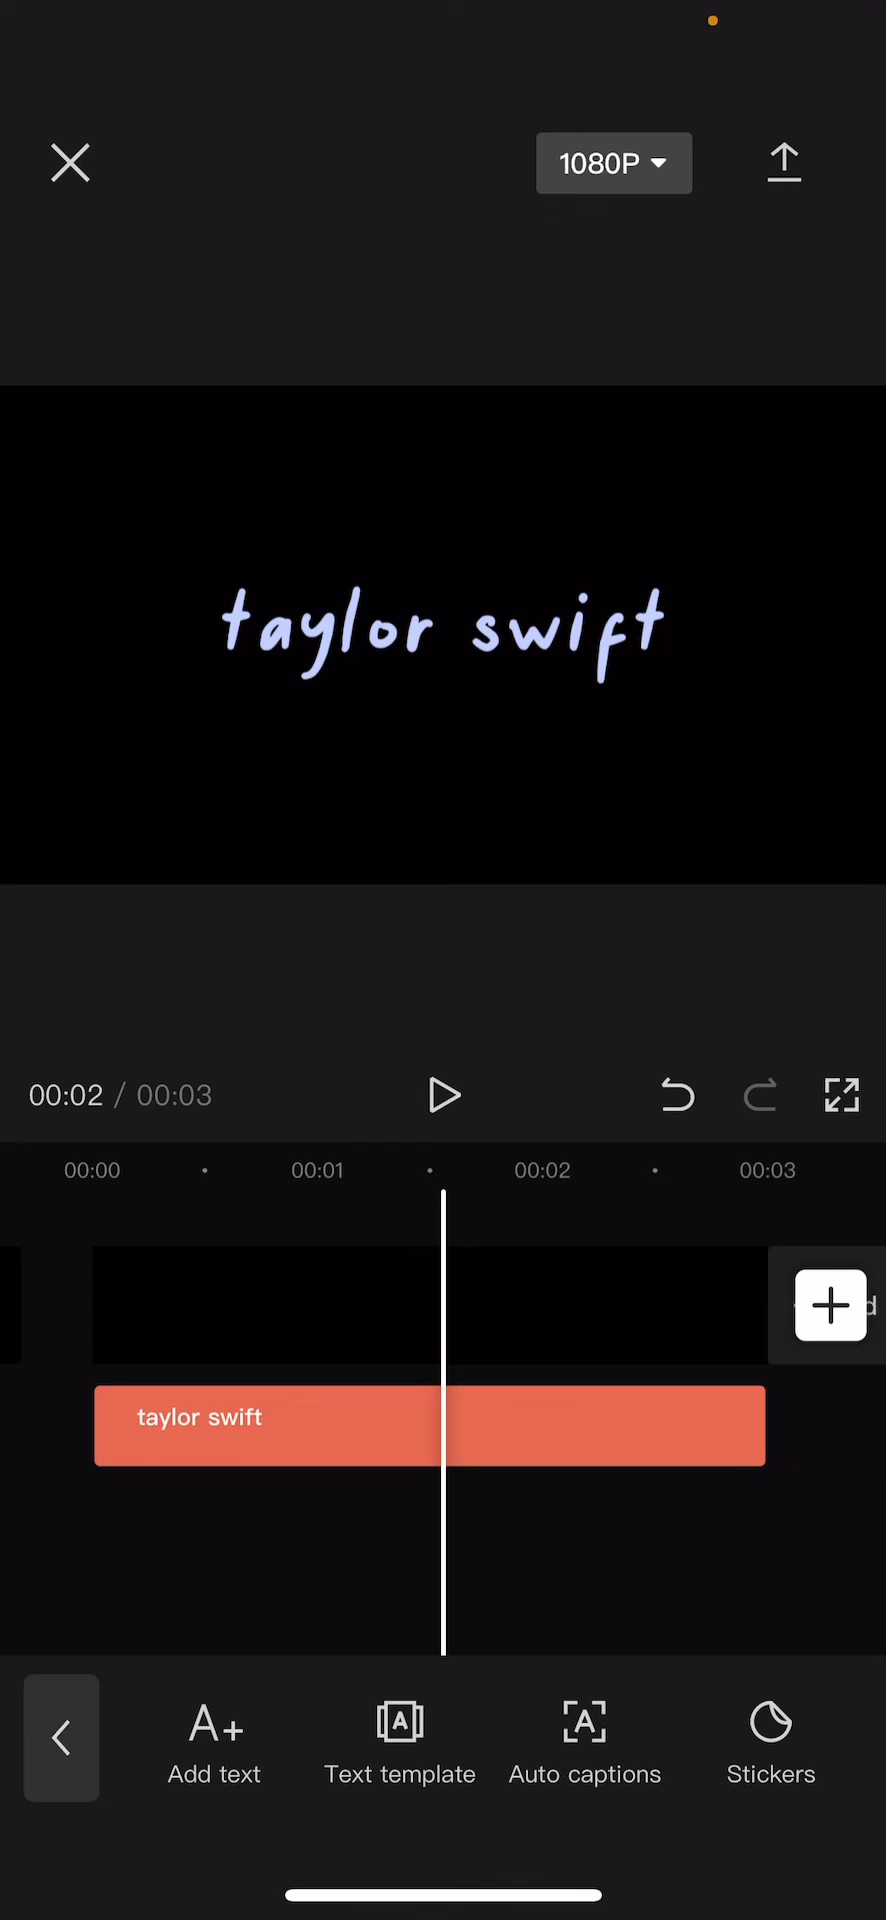 1080P
taylor swift
00:02 / 00:03
00:00 00:01 00:02 00:03
taylor swift
Add text Text template Auto captions Stickers